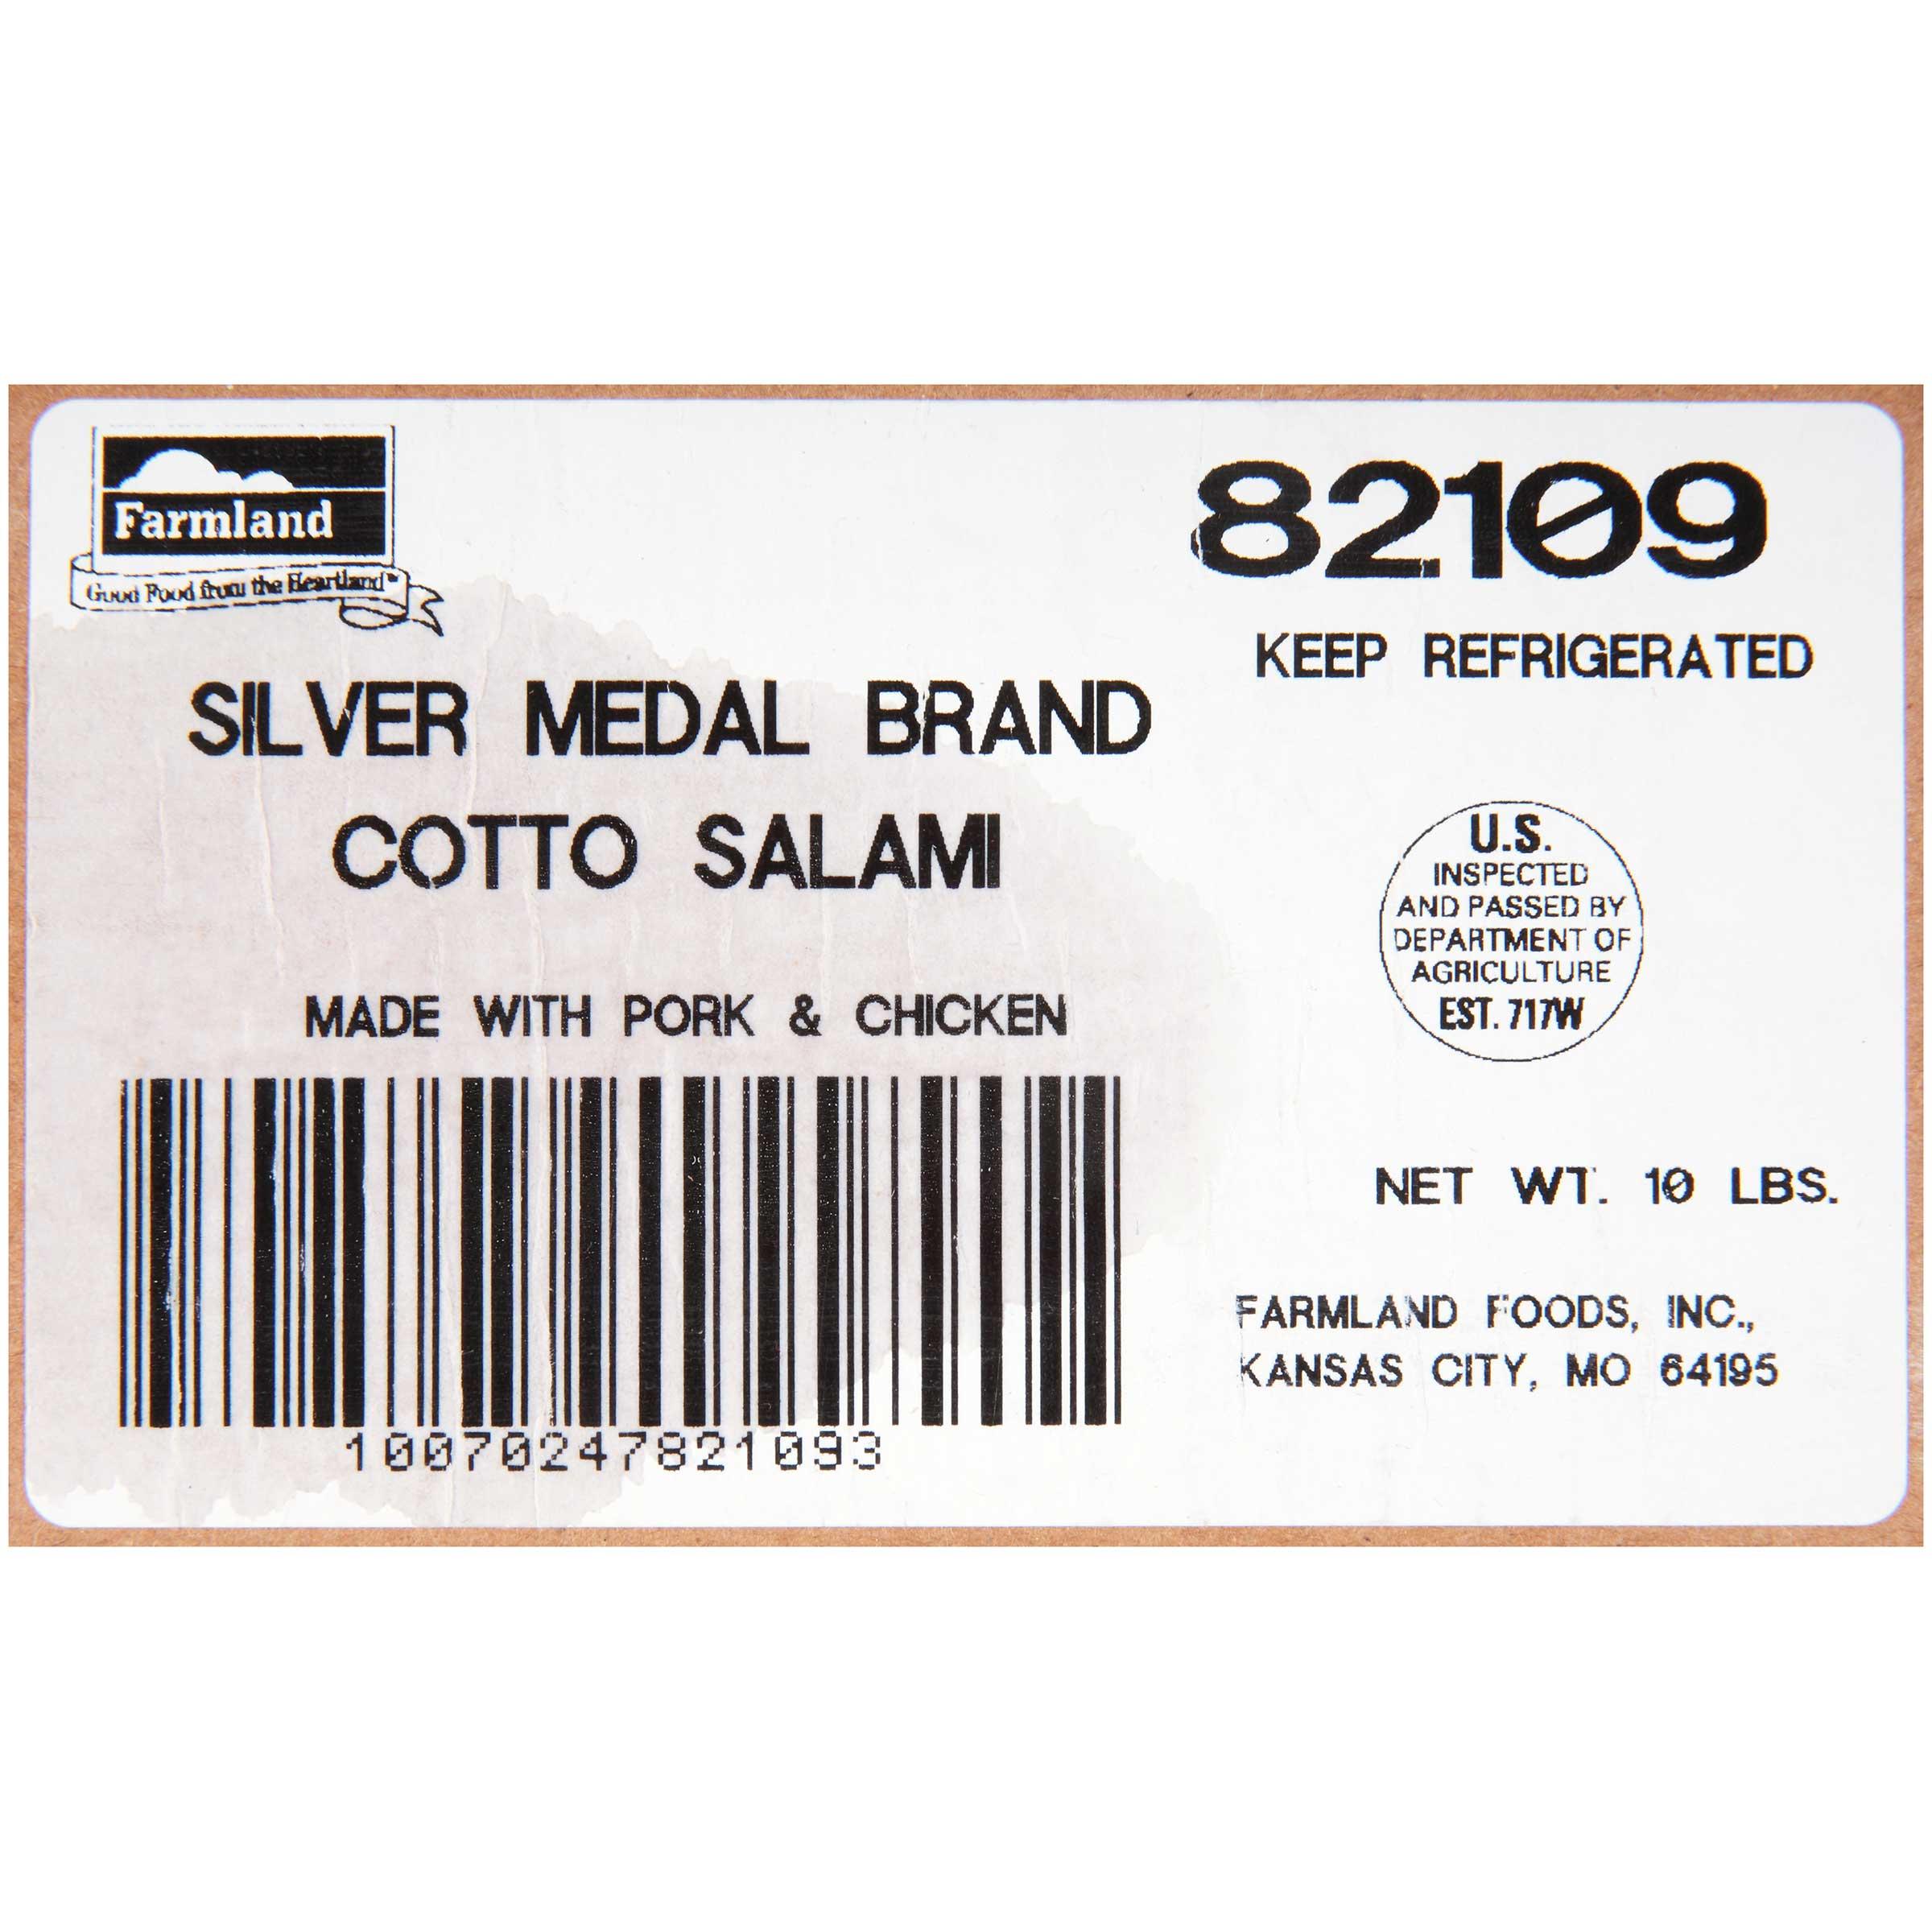 Farmland
Good Food from the Heartland™
82109
KEEP REFRIGERATED
SILVER MEDAL BRAND
COTTO SALAMI
MADE WITH PORK & CHICKEN
U.S.
INSPECTED
AND PASSED BY
DEPARTMENT OF
AGRICULTURE
EST. 717W
NET WT. 10 LBS.
FARMLAND FOODS, INC.,
KANSAS CITY, MO 64195
10070247821093